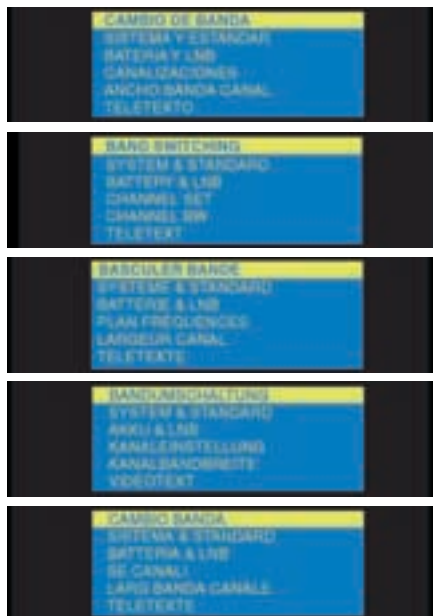 CAMBIO DE BANDA
SISTEMA Y ESTANDAR
BATERIA Y LNB
CANALIZACIONES
ANCHO BANDA CANAL
TELETEXTO
BAND SWITCHING
SYSTEM & STANDARD
BATTERY & LNB
CHANNEL SET
CHANNEL BW
TELETEXT
BASCULER BANDE
SYSTEME & STANDARD
BATTERIE & LNB
PLAN FREQUENCES
LARGEUR CANAL
TELETEXTE
BANDUMSCHALTUNG
SYSTEM & STANDARD
AKKU & LNB
KANALEINSTELLUNG
KANALBANDBREITE
VIDEOTEXT
CAMBIO BANDA
SISTEMA & STANDARD
BATTERIA & LNB
SE CANALI
LARG BANDA CANALE
TELETEXTE